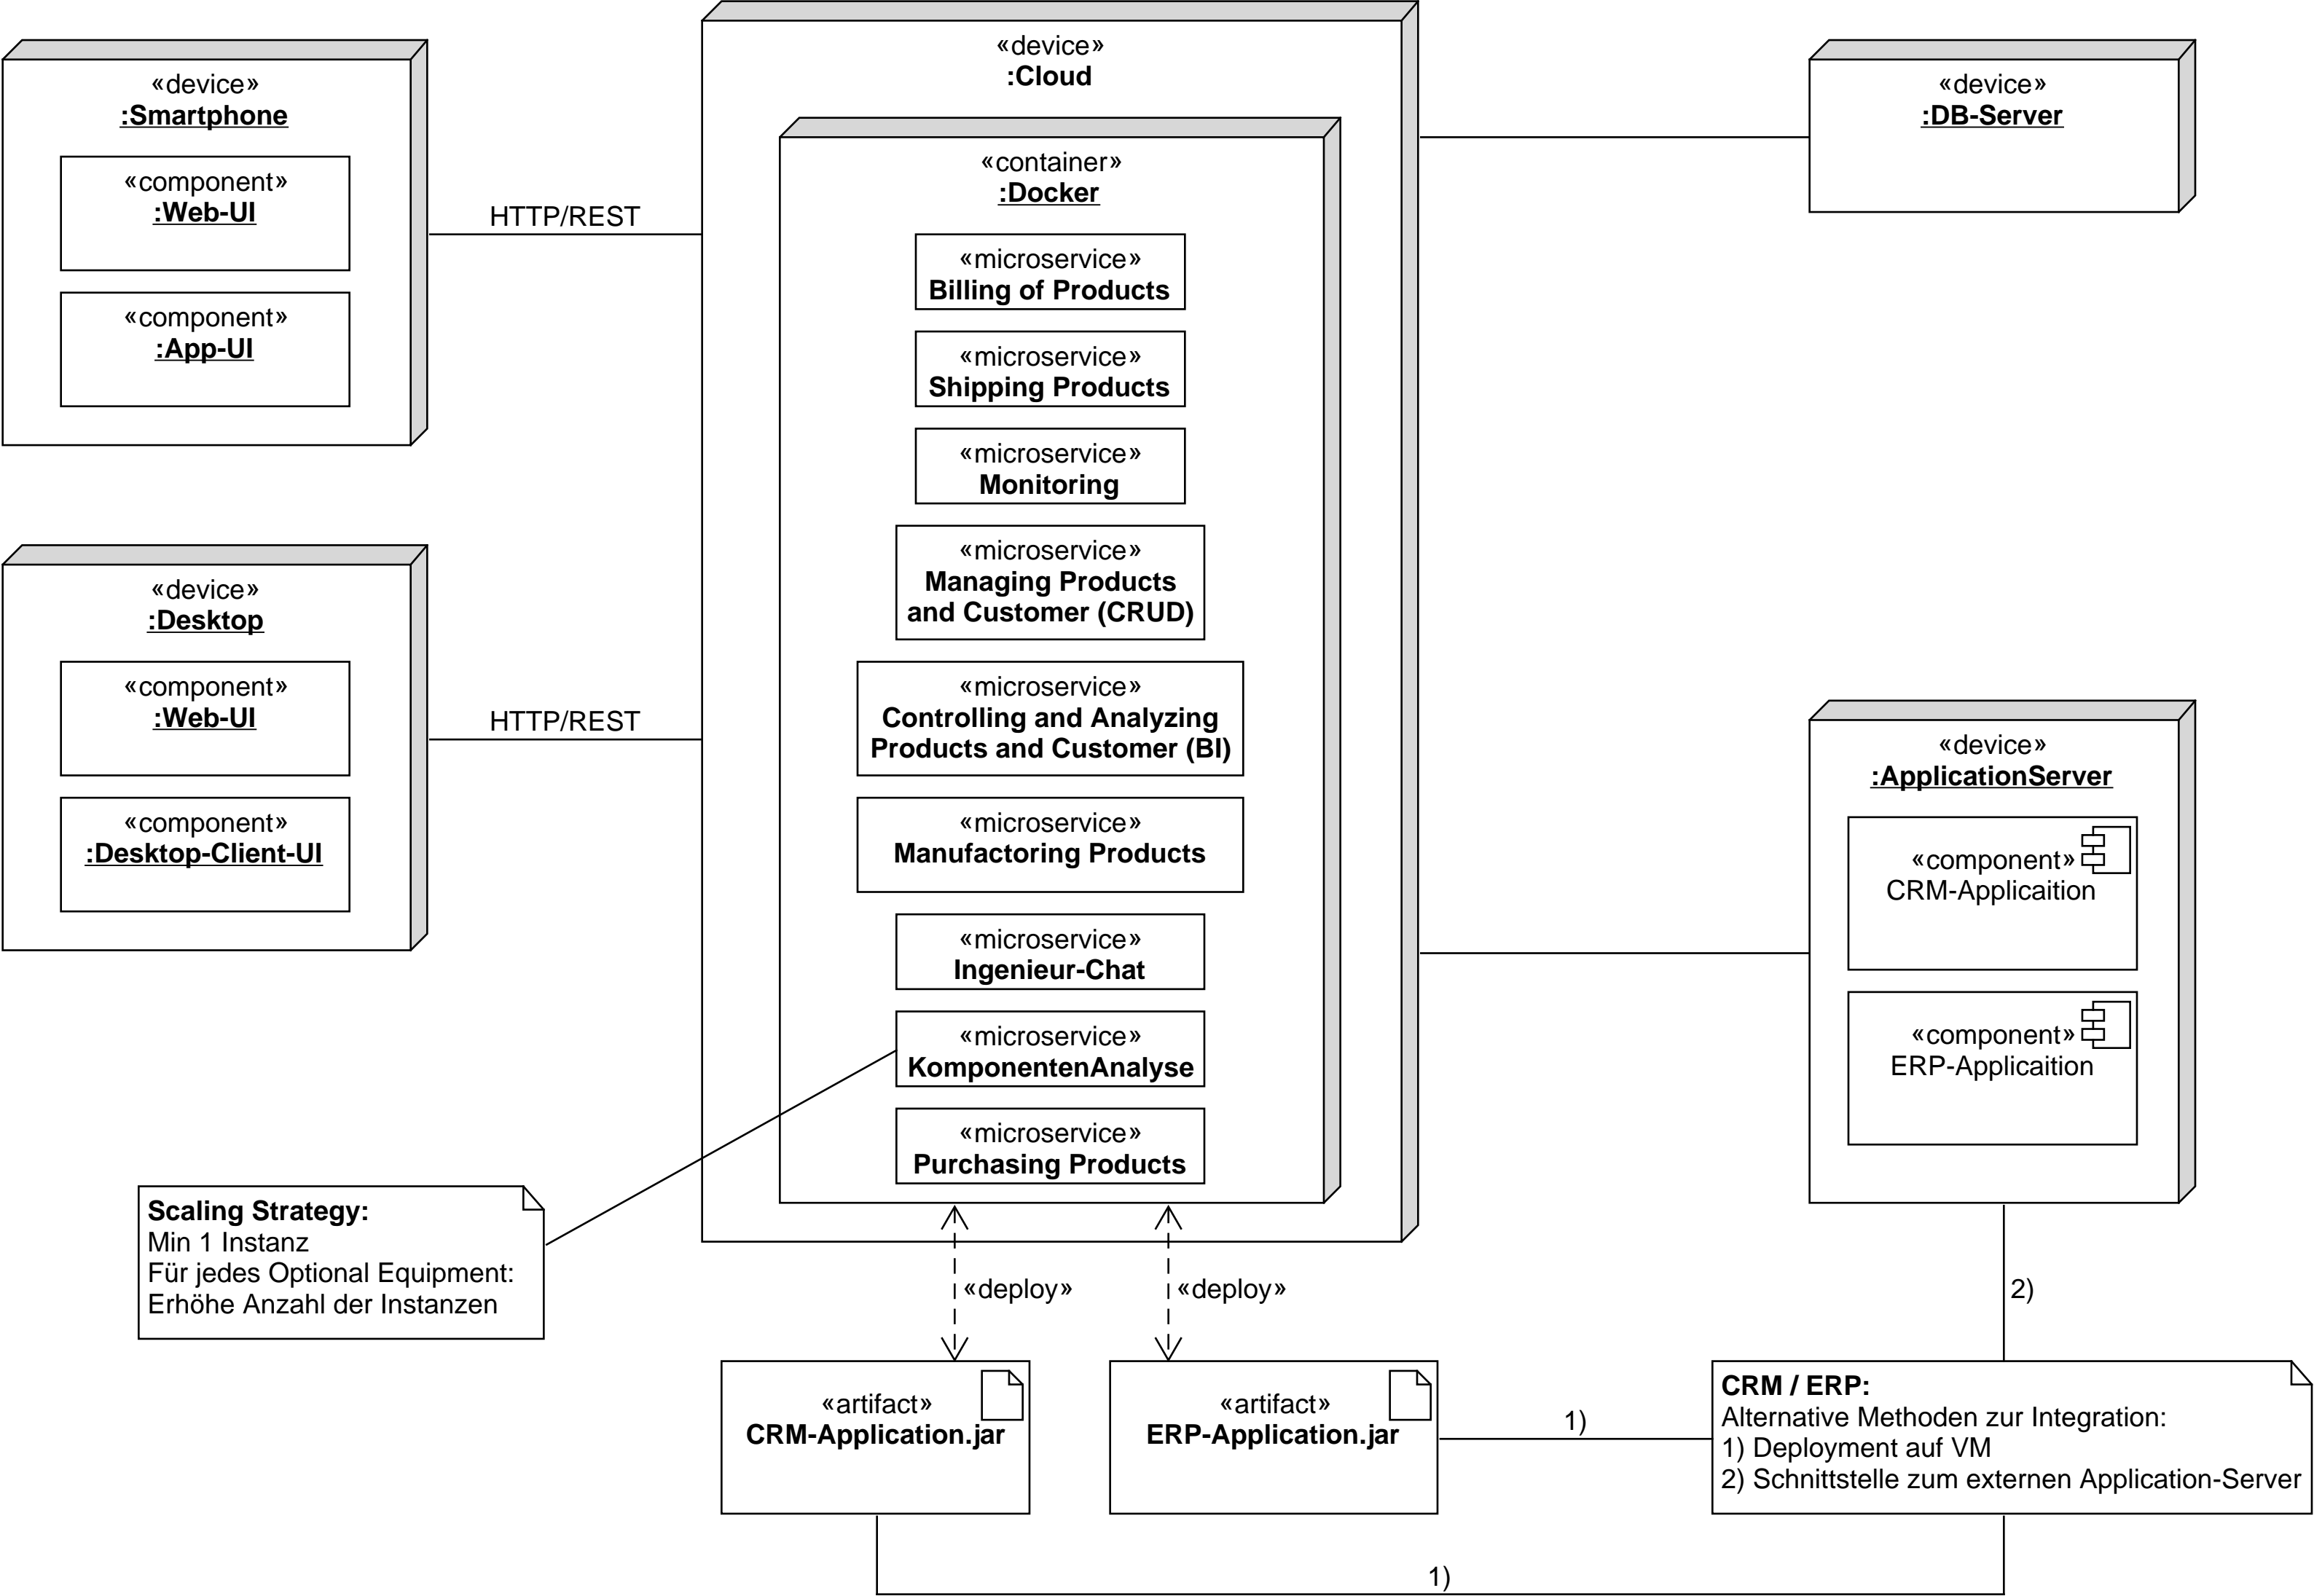 «device»
:Smartphone
«component»
:Web-UI
«component»
:App-UI
HTTP/REST
«device»
:Desktop
«component»
:Web-UI
«component»
:Desktop-Client-UI
HTTP/REST
«device»
:Cloud
«container»
:Docker
«microservice»
Billing of Products
«microservice»
Shipping Products
«microservice»
Monitoring
«microservice»
Managing Products
and Customer (CRUD)
«microservice»
Controlling and Analyzing
Products and Customer (BI)
«microservice»
Manufactoring Products
«microservice»
Ingenieur-Chat
«microservice»
KomponentenAnalyse
«microservice»
Purchasing Products
«device»
:DB-Server
«device»
:ApplicationServer
«component»
CRM-Applicaition
«component»
ERP-Applicaition
Scaling Strategy:
Min 1 Instanz
Für jedes Optional Equipment:
Erhöhe Anzahl der Instanzen
«deploy»
«deploy»
2)
«artifact»
CRM-Application.jar
«artifact»
ERP-Application.jar
1)
CRM / ERP:
Alternative Methoden zur Integration:
1) Deployment auf VM
2) Schnittstelle zum externen Application-Server
1)